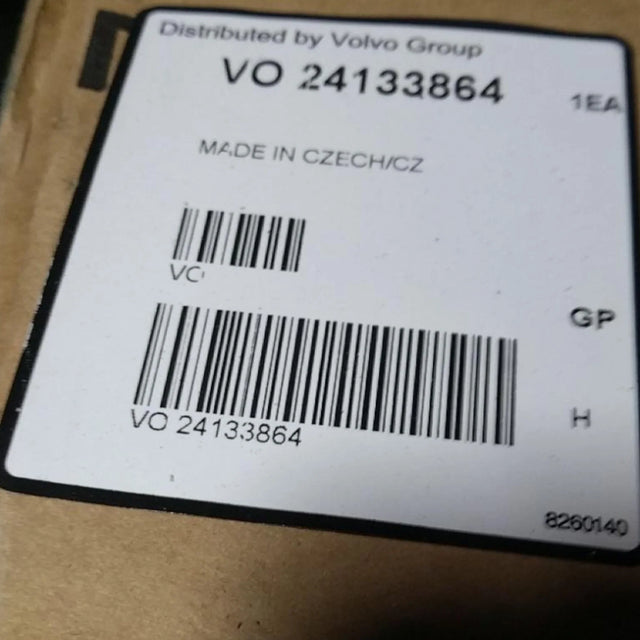 Distributed by Volvo Group
VO 24133864
1EA
MADE IN CZECH/CZ
VO
GP
VO 24133864
H
8260140